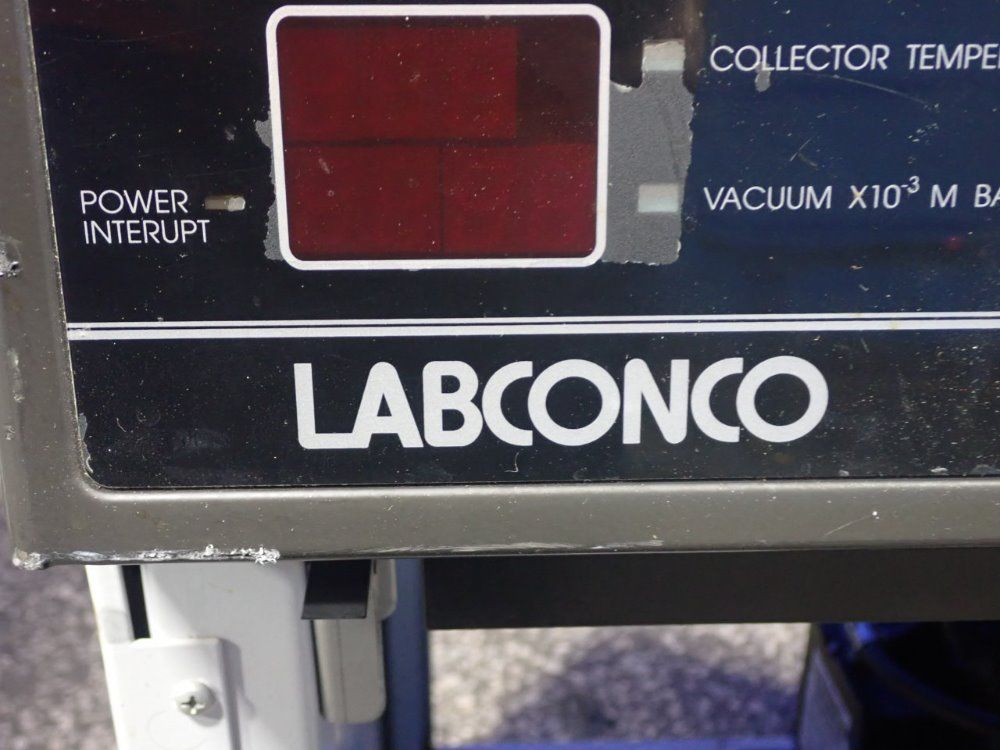 COLLECTOR TEMPE
POWER
INTERUPT
VACUUM X10⁻³ M BA
LABCONCO